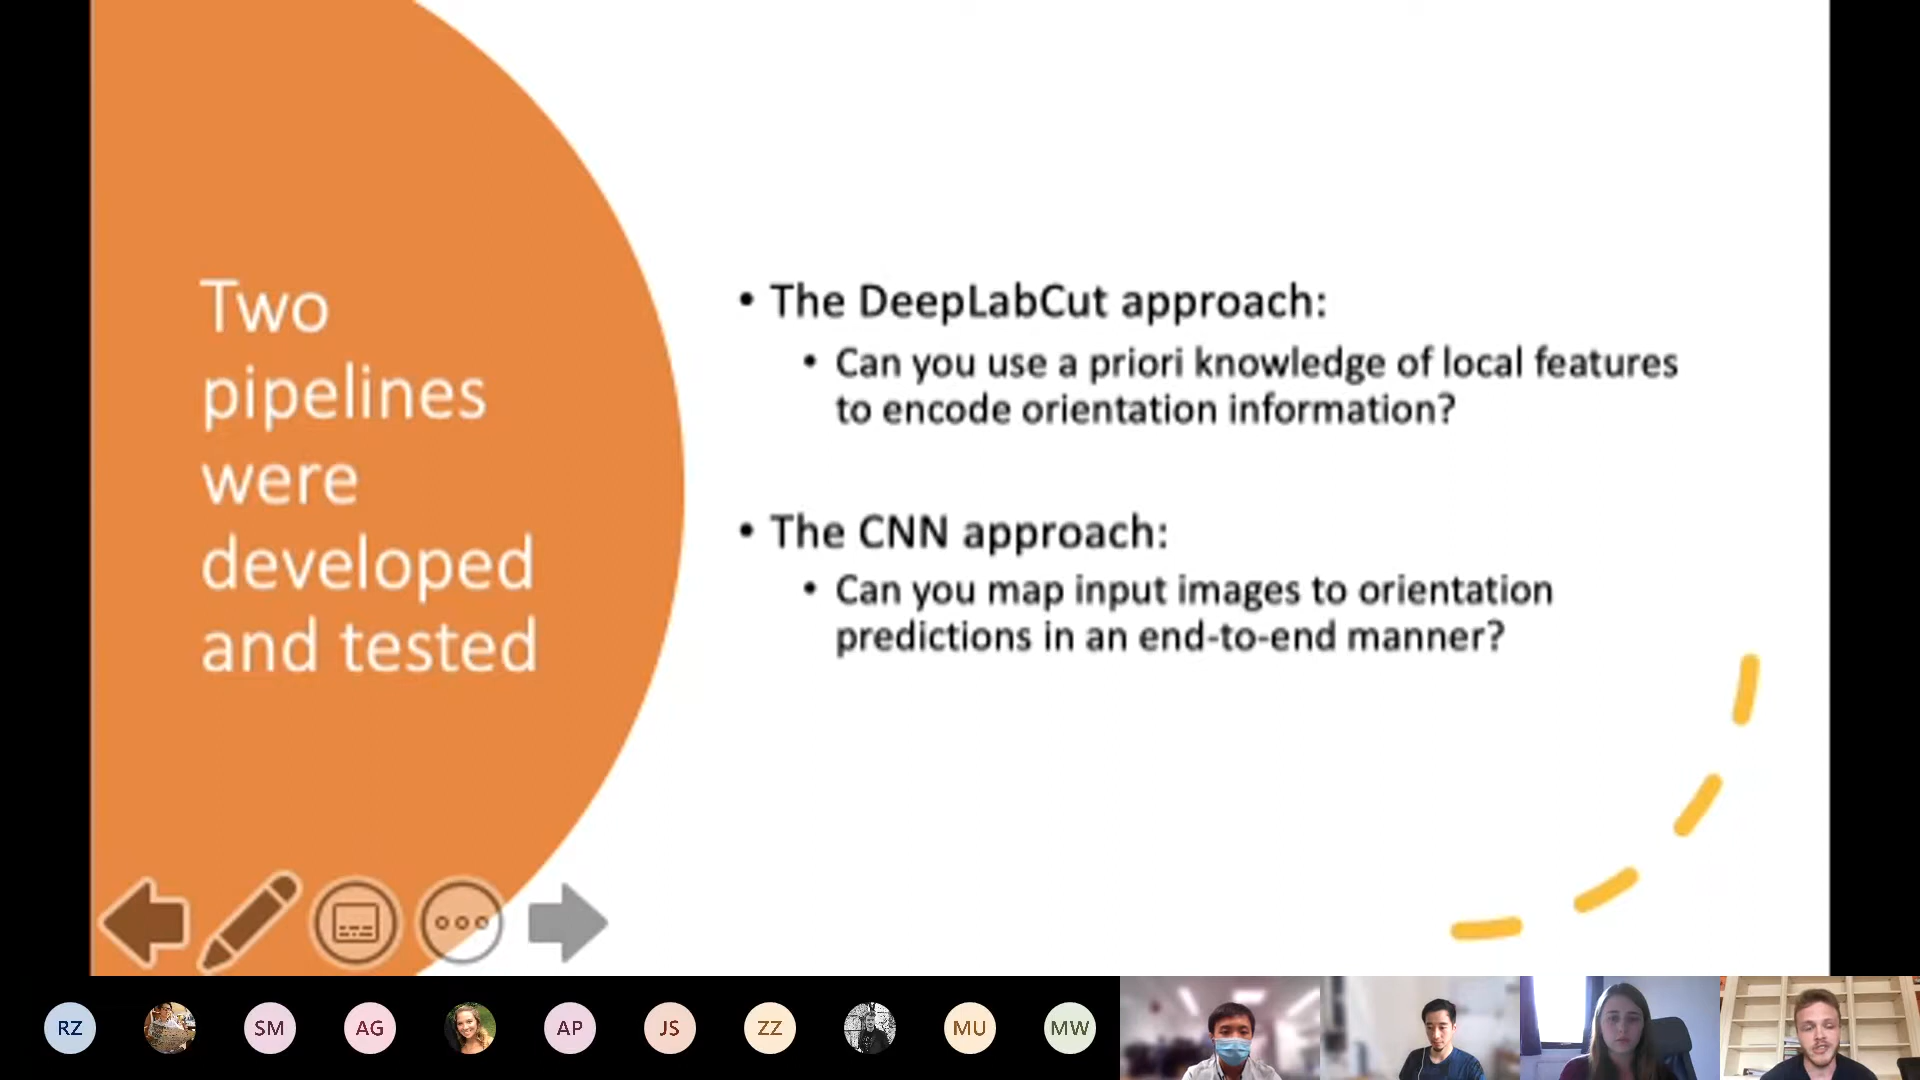 Two
pipelines
were
developed
and tested
• The DeepLabCut approach:
• Can you use a priori knowledge of local features
to encode orientation information?
• The CNN approach:
• Can you map input images to orientation
predictions in an end-to-end manner?
RZ
SM
AG
AP
JS
ZZ
MU
MW